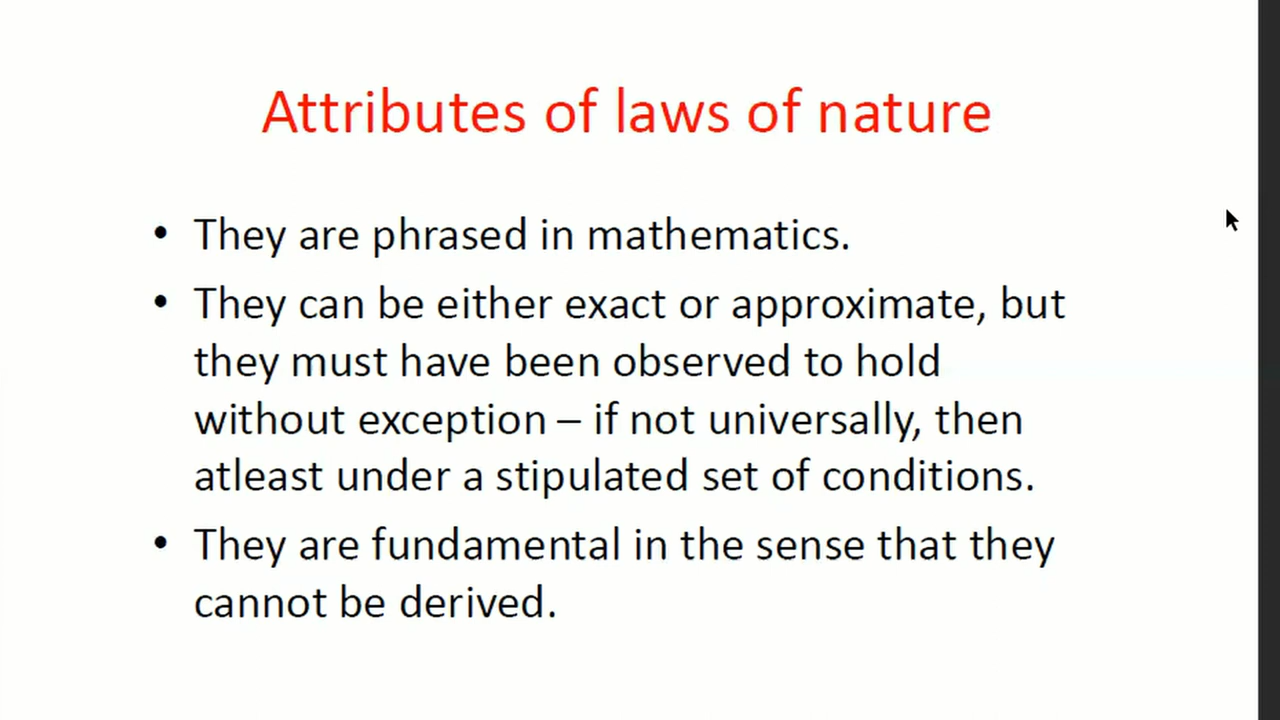 Attributes of laws of nature
• They are phrased in mathematics.
• They can be either exact or approximate, but
they must have been observed to hold
without exception – if not universally, then
atleast under a stipulated set of conditions.
• They are fundamental in the sense that they
cannot be derived.